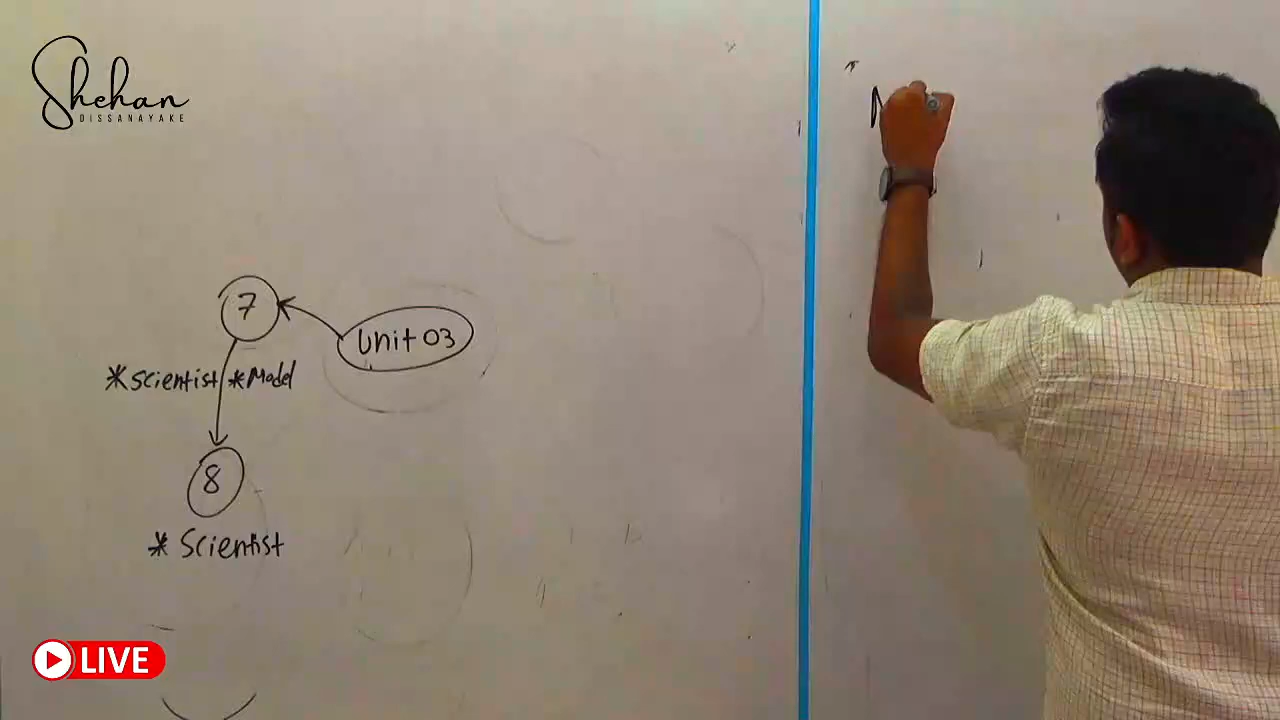 Shehan
DISSANAYAKE
7
Unit 03
*Scientist *Model
8
* Scientist
LIVE